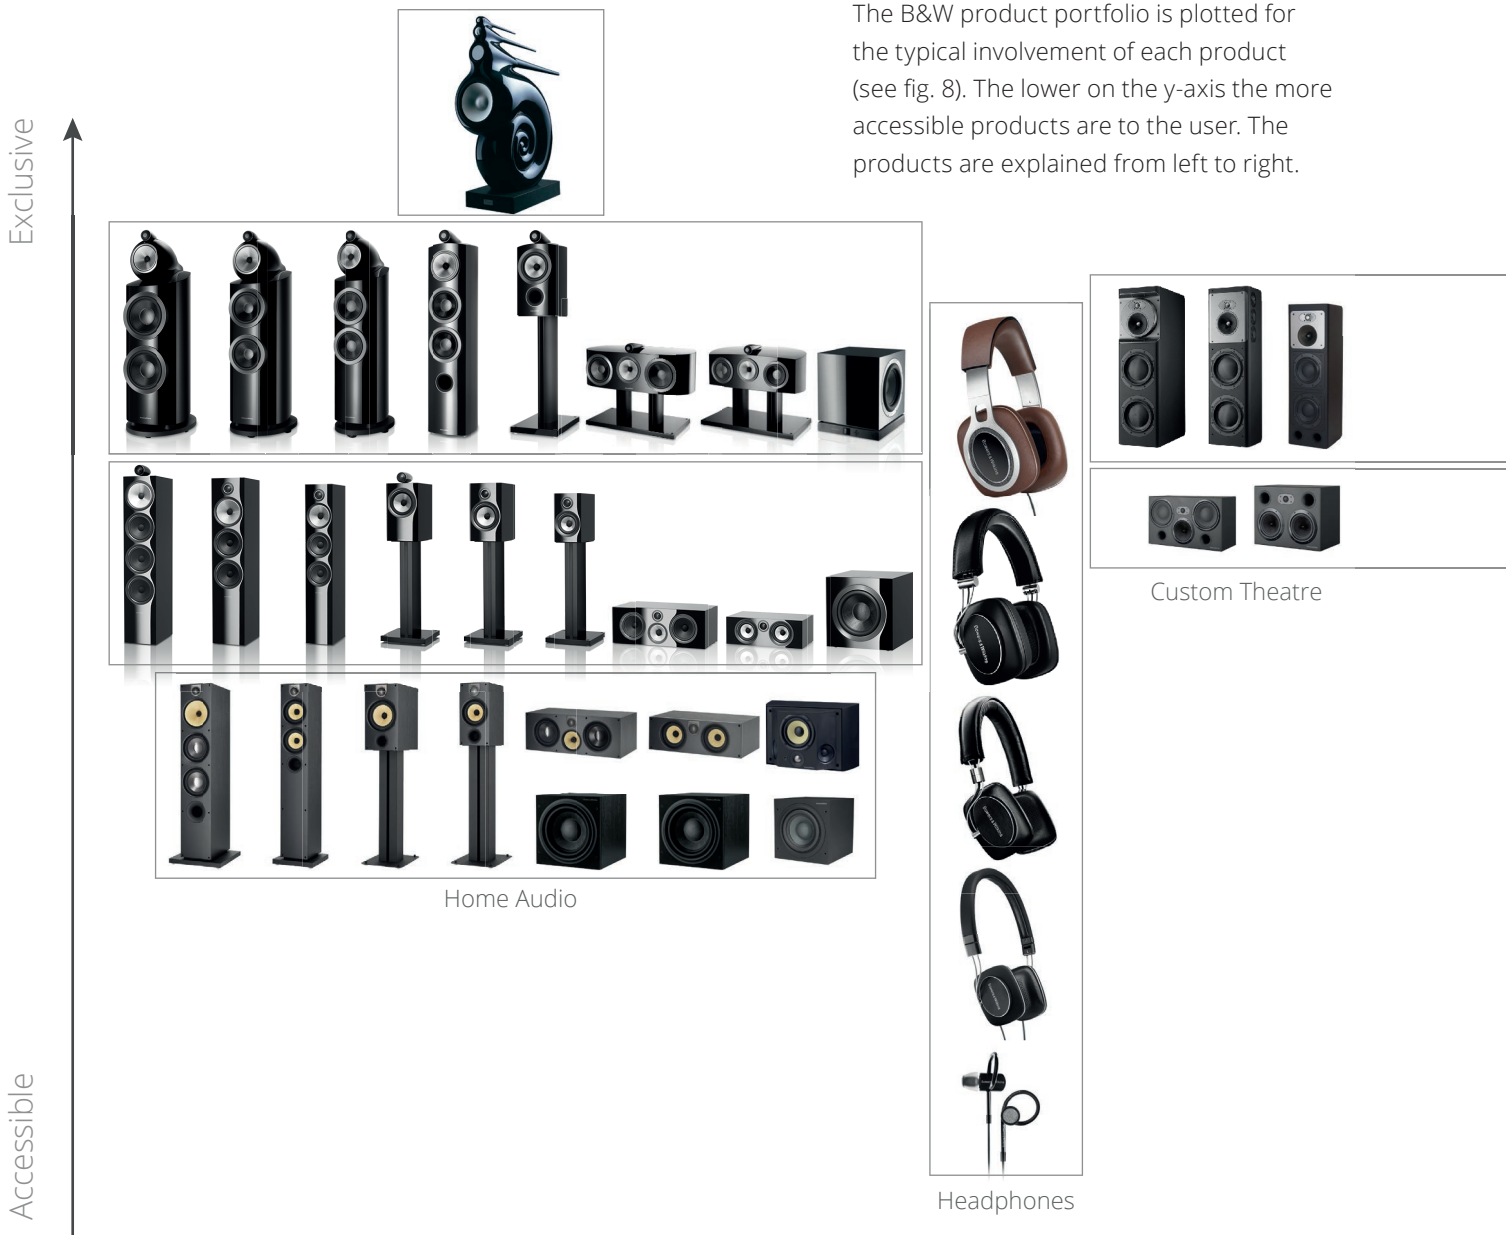 The B&W product portfolio is plotted for
the typical involvement of each product
(see fig. 8). The lower on the y-axis the more
accessible products are to the user. The
products are explained from left to right.
Exclusive
Custom Theatre
Home Audio
Accessible
Headphones